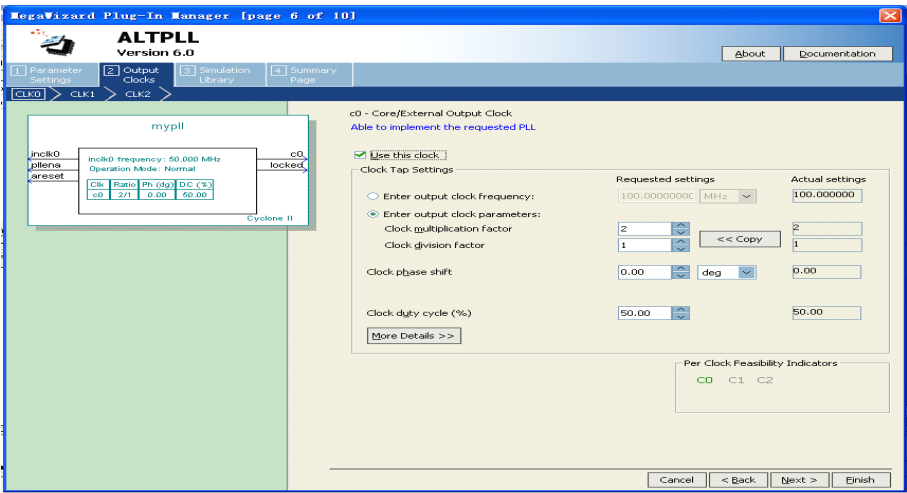 MegaWizard Plug-In Manager [page 6 of 10]
ALTPLL
Version 6.0
About
Documentation
1 Parameter Settings
2 Output Clocks
3 Simulation Library
4 Summary Page
CLK0
CLK1
CLK2
mypll
inclk0
pllena
areset
c0
locked
inclk0 frequency: 50.000 MHz
Operation Mode: Normal
Clk Ratio Ph (dg) DC (%)
c0 2/1 0.00 50.00
Cyclone II
c0 - Core/External Output Clock
Able to implement the requested PLL
Use this clock
Clock Tap Settings
Requested settings
Actual settings
Enter output clock frequency:
100.0000000C
MHz
100.000000
Enter output clock parameters:
Clock multiplication factor
2
2
Clock division factor
1
<< Copy
1
Clock phase shift
0.00
deg
0.00
Clock duty cycle (%)
50.00
50.00
More Details >>
Per Clock Feasibility Indicators
C0 C1 C2
Cancel
< Back
Next >
Finish